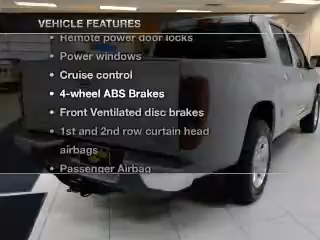 VEHICLE FEATURES
• Remote power door locks
• Power windows
• Cruise control
• 4-wheel ABS Brakes
• Front Ventilated disc brakes
• 1st and 2nd row curtain head
airbags
• Passenger Airbag